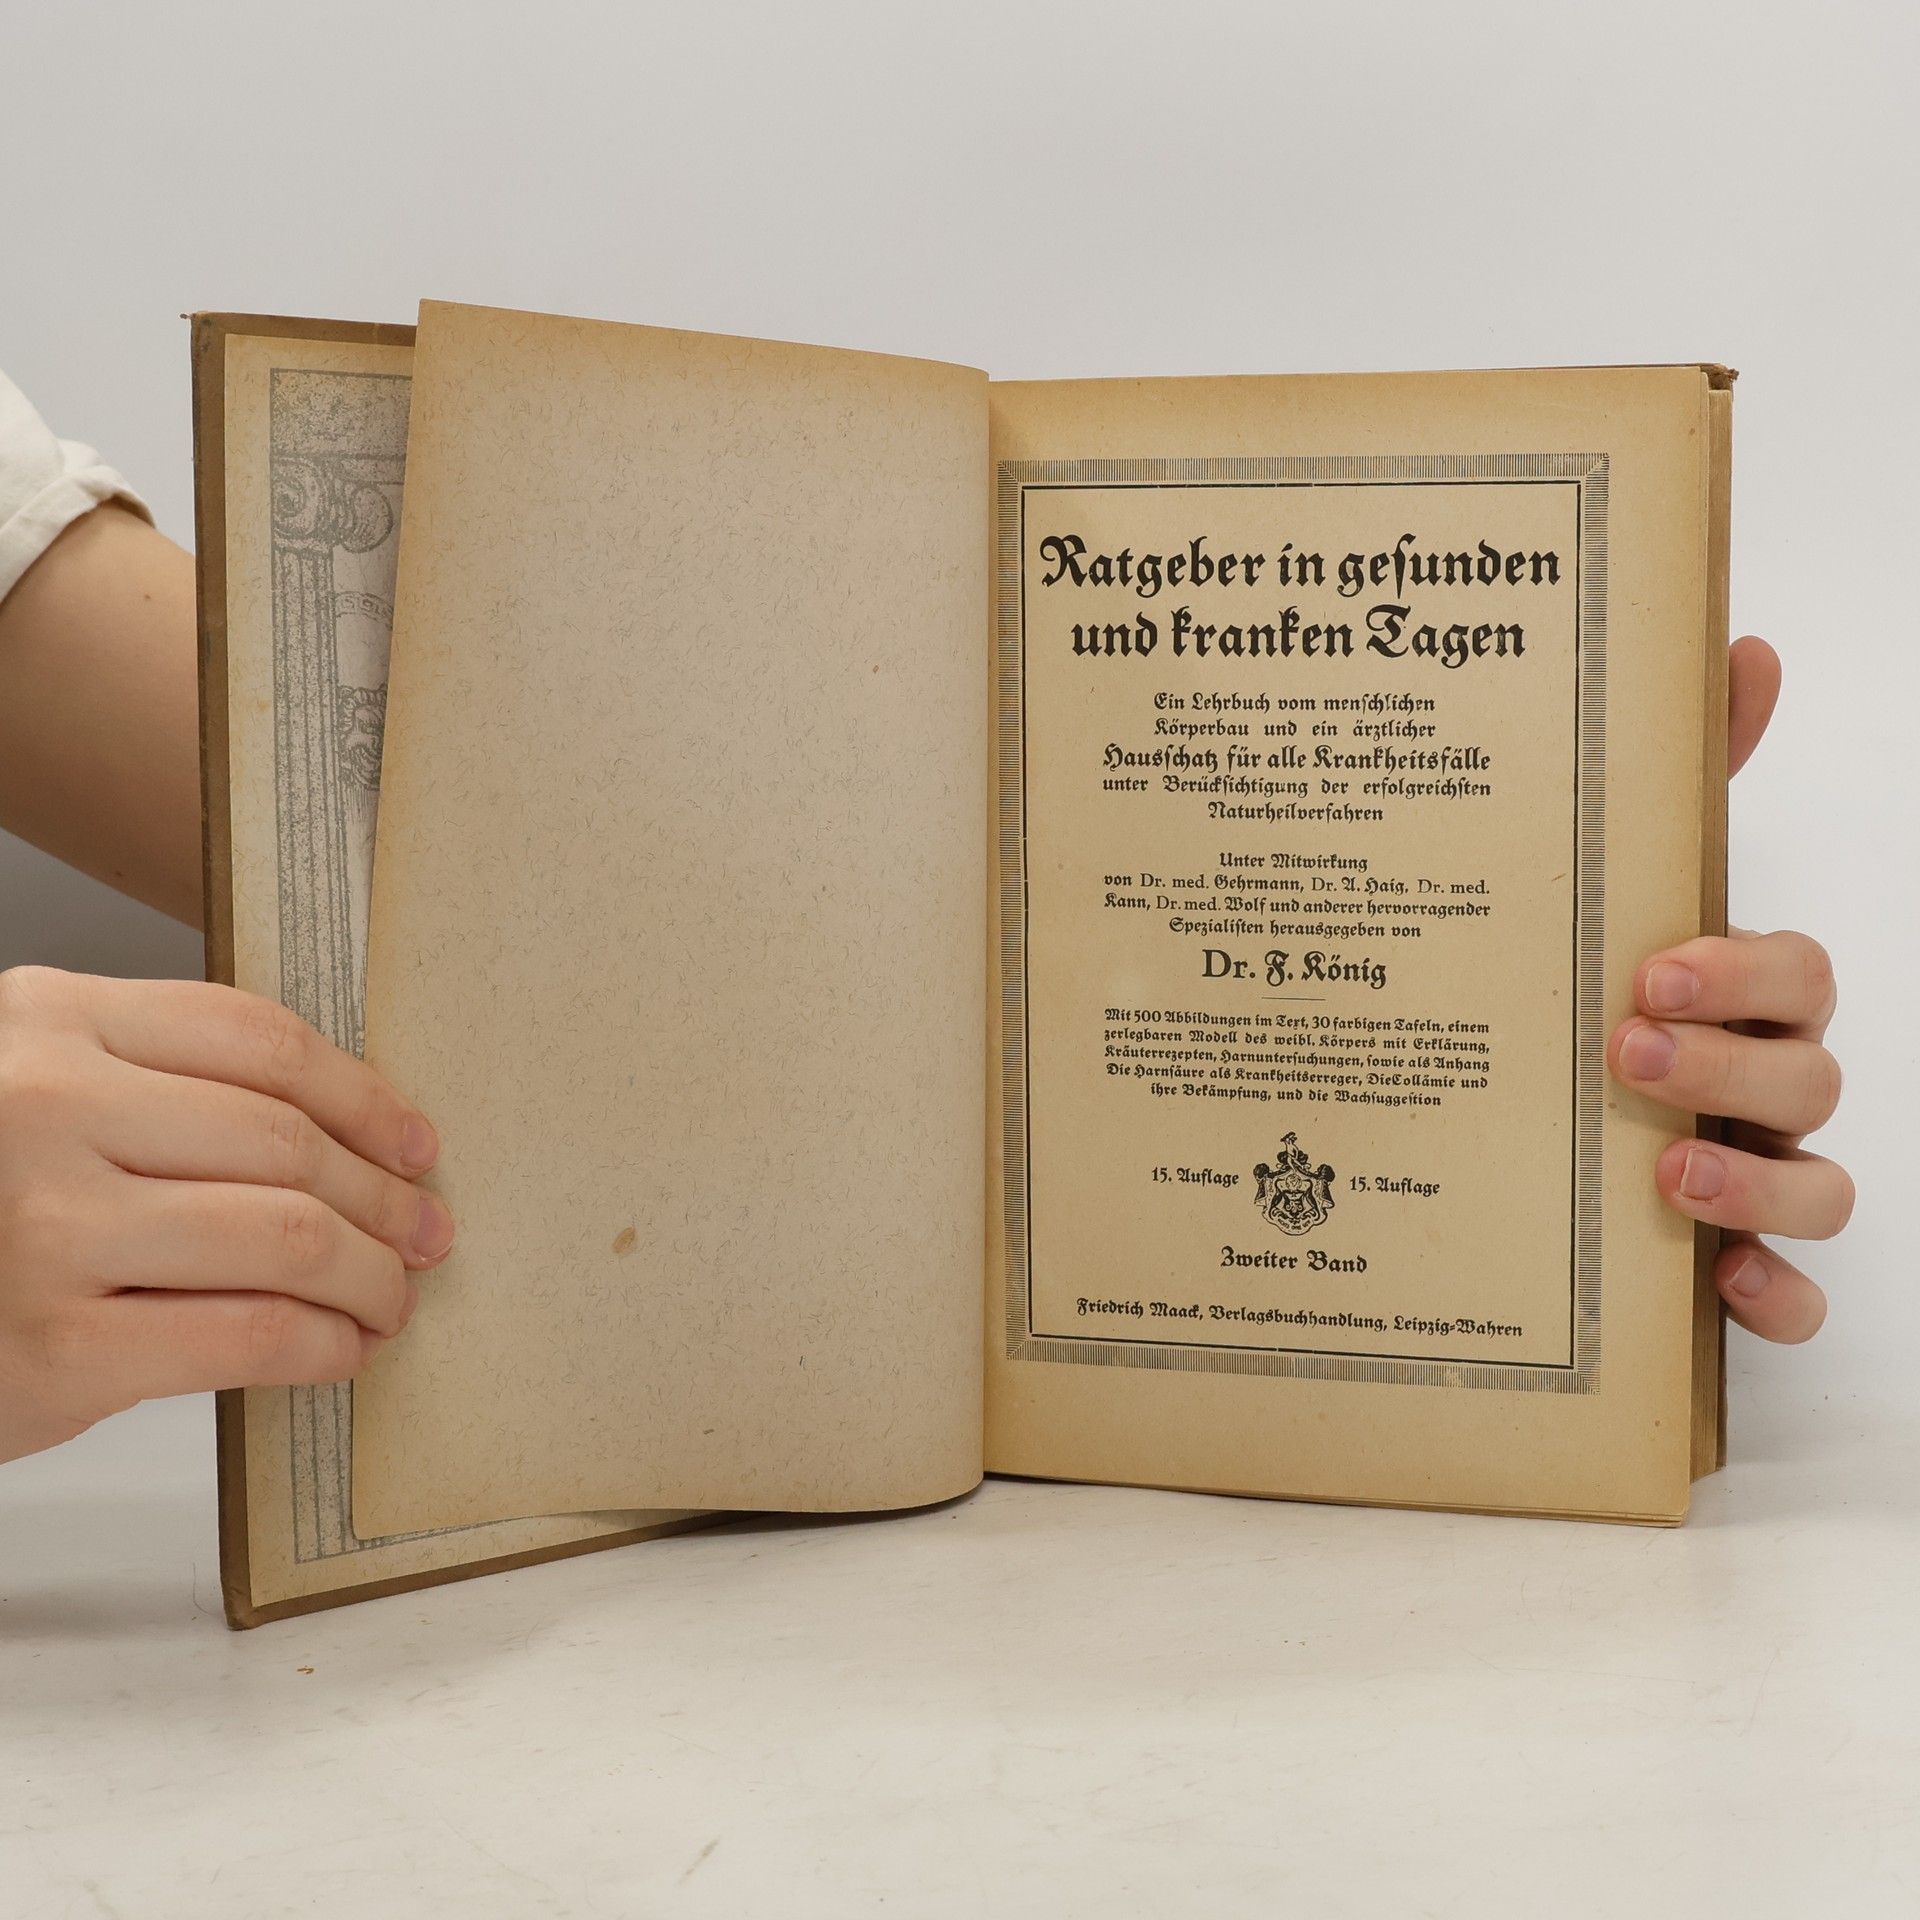 Ratgeber in gesunden
und kranken Tagen
Ein Lehrbuch vom menschlichen
Körperbau und ein ärztlicher
Hausschatz für alle Krankheitsfälle
unter Berücksichtigung der erfolgreichsten
Naturheilverfahren
Unter Mitwirkung
von Dr. med. Gehrmann, Dr. A. Haig, Dr. med.
Kann, Dr. med. Wolf und anderer hervorragender
Spezialisten herausgegeben von
Dr. F. König
Mit 500 Abbildungen im Text, 30 farbigen Tafeln, einem
zerlegbaren Modell des weibl. Körpers mit Erklärung,
Kräuterrezepten, Harnuntersuchungen, sowie als Anhang
Die Harnsäure als Krankheitserreger, Die Collämie und
ihre Bekämpfung, und die Wachsuggestion
15. Auflage 15. Auflage
Zweiter Band
Friedrich Maack, Verlagsbuchhandlung, Leipzig-Wahren